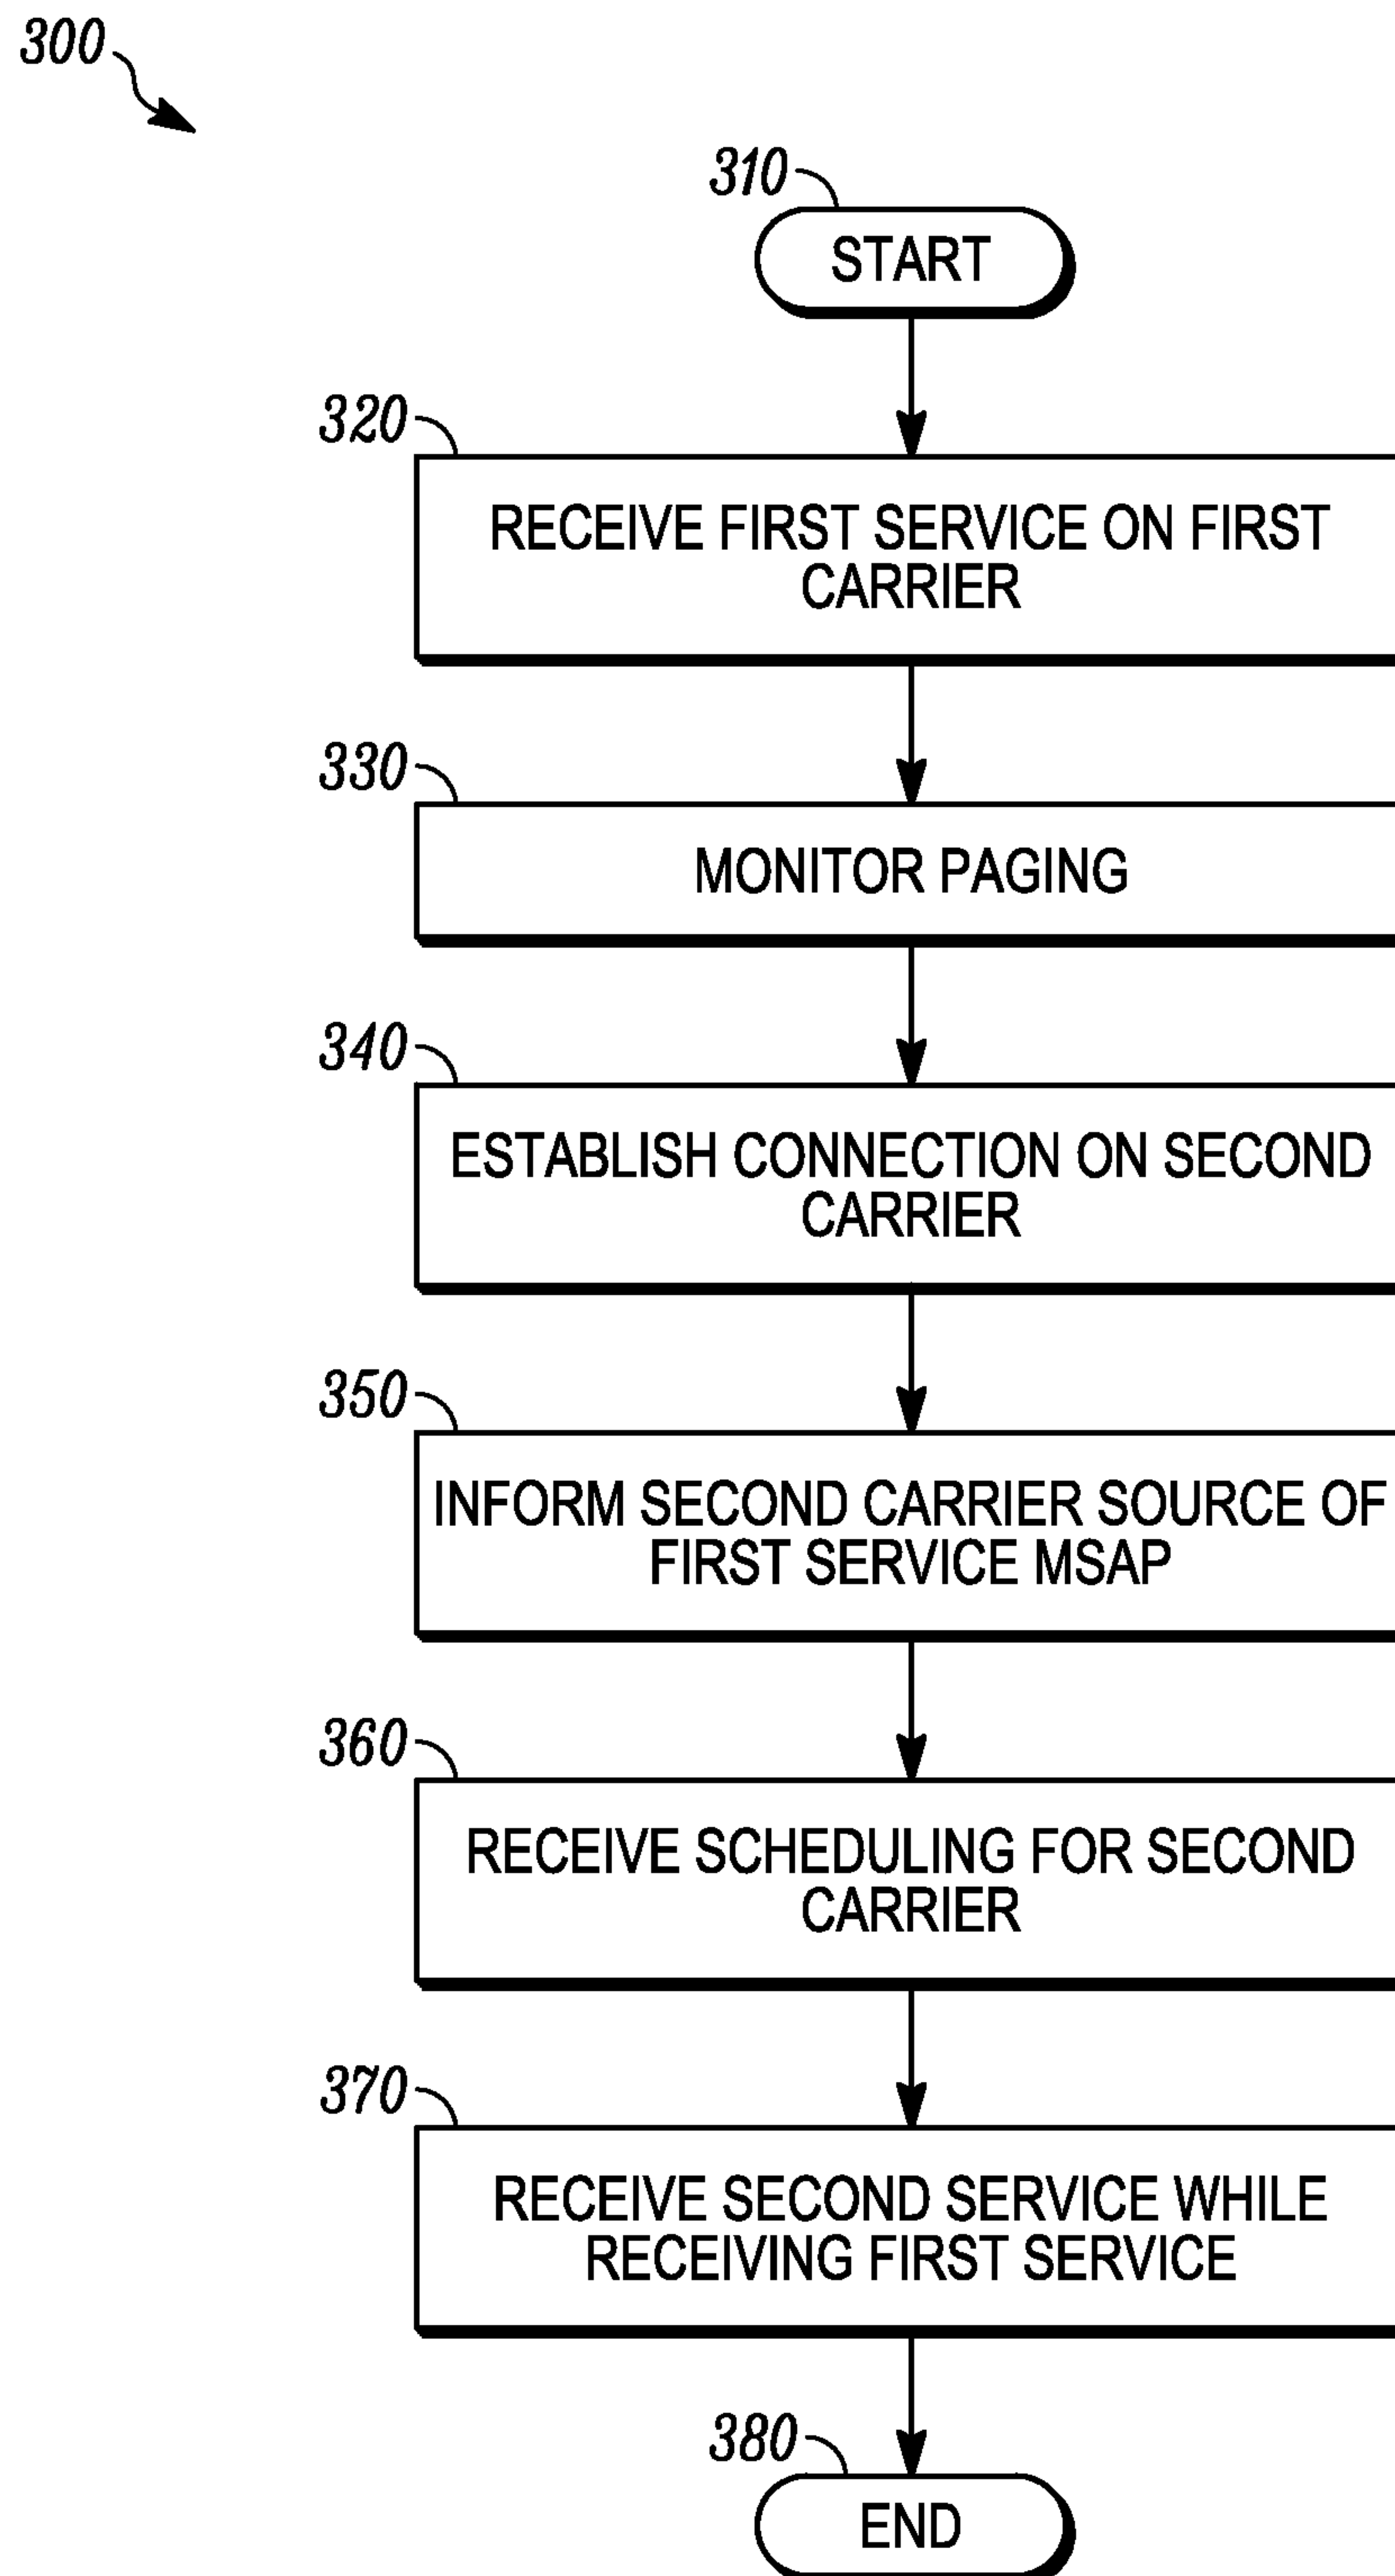 300
310
START
320
RECEIVE FIRST SERVICE ON FIRST
CARRIER
330
MONITOR PAGING
340
ESTABLISH CONNECTION ON SECOND
CARRIER
350
INFORM SECOND CARRIER SOURCE OF
FIRST SERVICE MSAP
360
RECEIVE SCHEDULING FOR SECOND
CARRIER
370
RECEIVE SECOND SERVICE WHILE
RECEIVING FIRST SERVICE
380
END